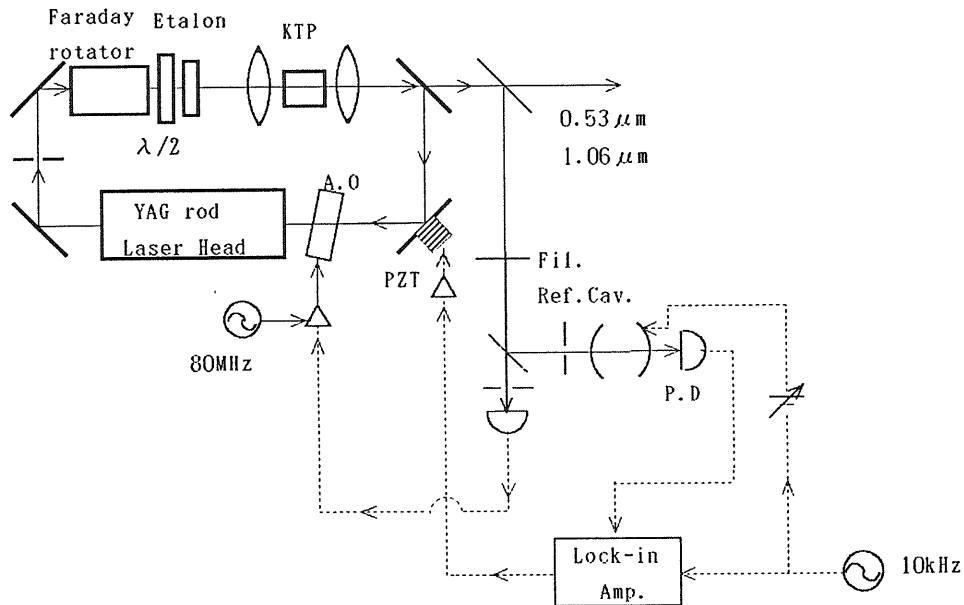 Faraday
rotator
Etalon
KTP
λ/2
0.53 μm
1.06 μm
A.O
YAG rod
Laser Head
PZT
Fil.
Ref.Cav.
80MHz
P.D
Lock-in
Amp.
10kHz